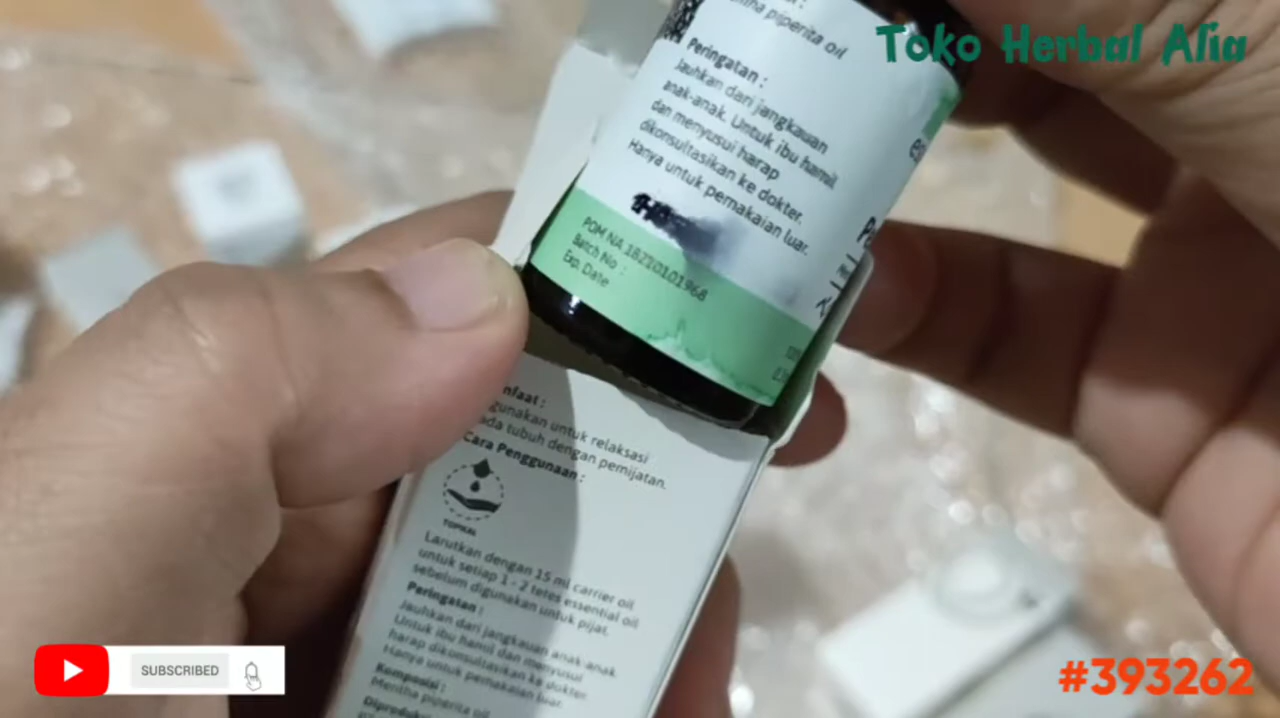 Toko Herbal Alia
Mentha piperita oil
Peringatan :
Jauhkan dari jangkauan
anak-anak. Untuk ibu hamil
dan menyusui harap
dikonsultasikan ke dokter.
Hanya untuk pemakaian luar.
POM NA 18220101968
Batch No :
Exp. Date
nfaat :
gunakan untuk relaksasi
ada tubuh dengan pemijatan.
Cara Penggunaan :
TOPIKAL
Larutkan dengan 15 ml carrier oil
untuk setiap 1 - 2 tetes essential oil
sebelum digunakan untuk pijat.
Peringatan :
Jauhkan dari jangkauan anak-anak.
Untuk ibu hamil dan menyusui
harap dikonsultasikan ke dokter.
Hanya untuk pemakaian luar.
Komposisi :
Mentha piperita oil
SUBSCRIBED
#393262